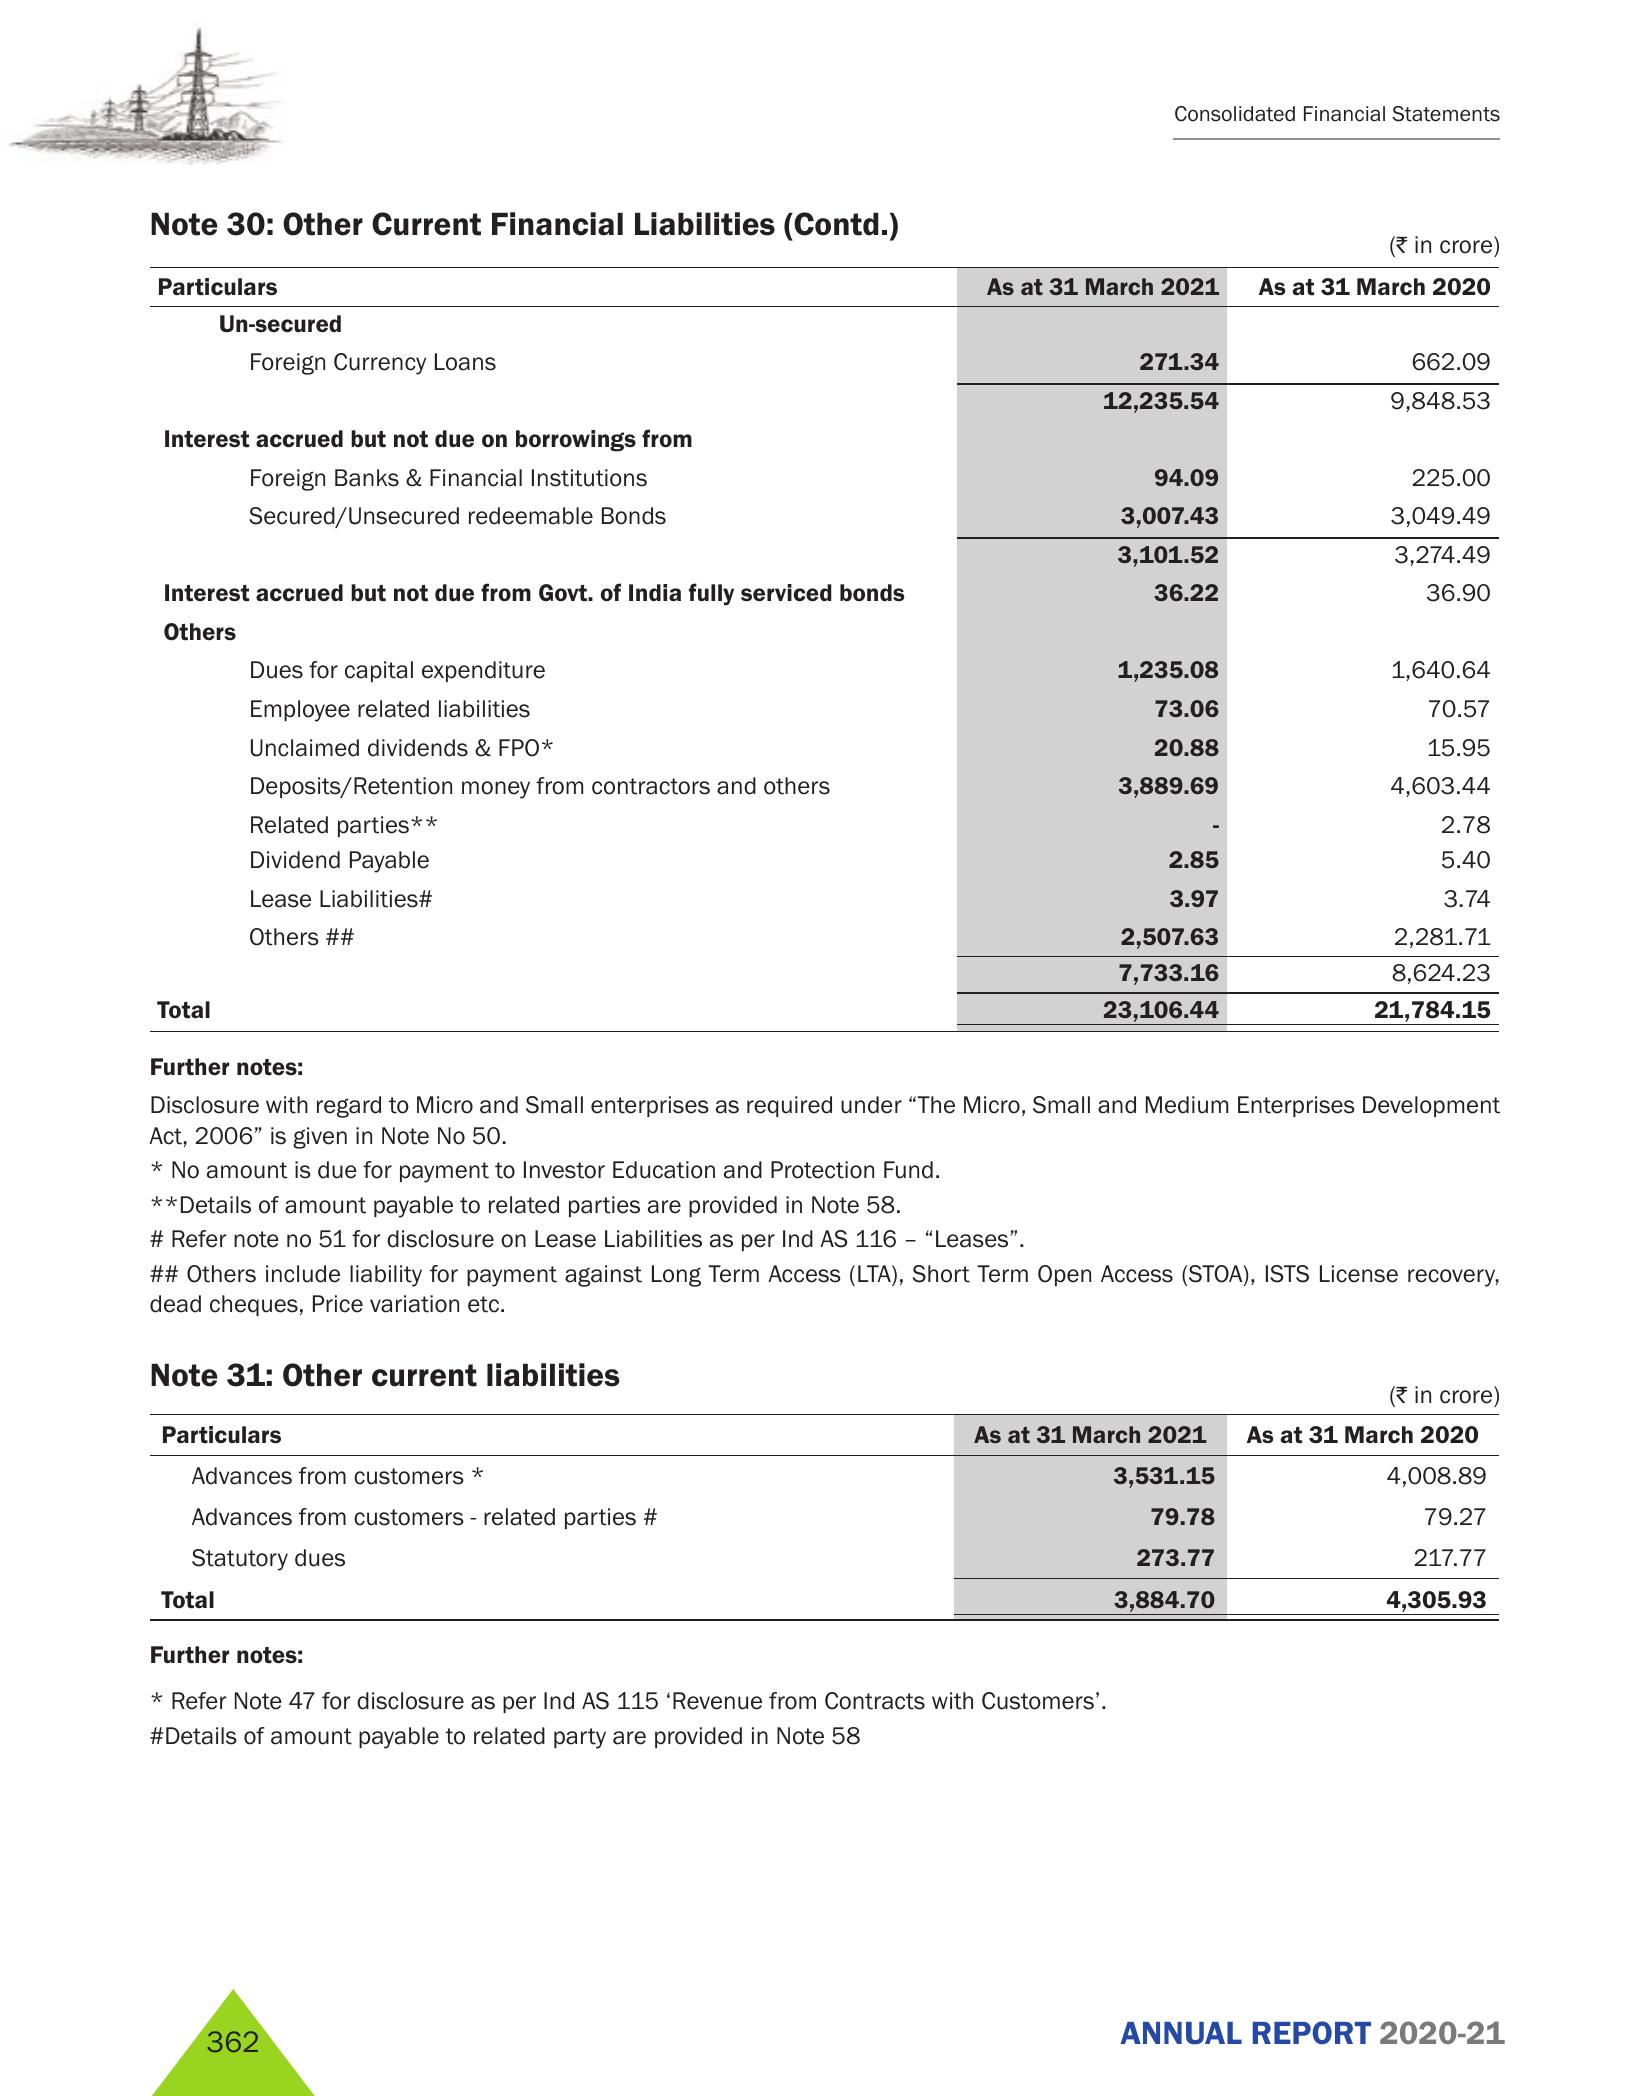 Consolidated Financial Statements
Note 30: Other Current Financial Liabilities (Contd.)
(₹ in crore)
Particulars As at 31 March 2021 As at 31 March 2020
Un-secured
Foreign Currency Loans 271.34 662.09
12,235.54 9,848.53
Interest accrued but not due on borrowings from
Foreign Banks & Financial Institutions 94.09 225.00
Secured/Unsecured redeemable Bonds 3,007.43 3,049.49
3,101.52 3,274.49
Interest accrued but not due from Govt. of India fully serviced bonds 36.22 36.90
Others
Dues for capital expenditure 1,235.08 1,640.64
Employee related liabilities 73.06 70.57
Unclaimed dividends & FPO* 20.88 15.95
Deposits/Retention money from contractors and others 3,889.69 4,603.44
Related parties** - 2.78
Dividend Payable 2.85 5.40
Lease Liabilities# 3.97 3.74
Others ## 2,507.63 2,281.71
7,733.16 8,624.23
Total 23,106.44 21,784.15
Further notes:
Disclosure with regard to Micro and Small enterprises as required under “The Micro, Small and Medium Enterprises Development
Act, 2006” is given in Note No 50.
* No amount is due for payment to Investor Education and Protection Fund.
**Details of amount payable to related parties are provided in Note 58.
# Refer note no 51 for disclosure on Lease Liabilities as per Ind AS 116 – “Leases”.
## Others include liability for payment against Long Term Access (LTA), Short Term Open Access (STOA), ISTS License recovery,
dead cheques, Price variation etc.
Note 31: Other current liabilities
(₹ in crore)
Particulars As at 31 March 2021 As at 31 March 2020
Advances from customers * 3,531.15 4,008.89
Advances from customers - related parties # 79.78 79.27
Statutory dues 273.77 217.77
Total 3,884.70 4,305.93
Further notes:
* Refer Note 47 for disclosure as per Ind AS 115 ‘Revenue from Contracts with Customers’.
#Details of amount payable to related party are provided in Note 58
362
ANNUAL REPORT 2020-21